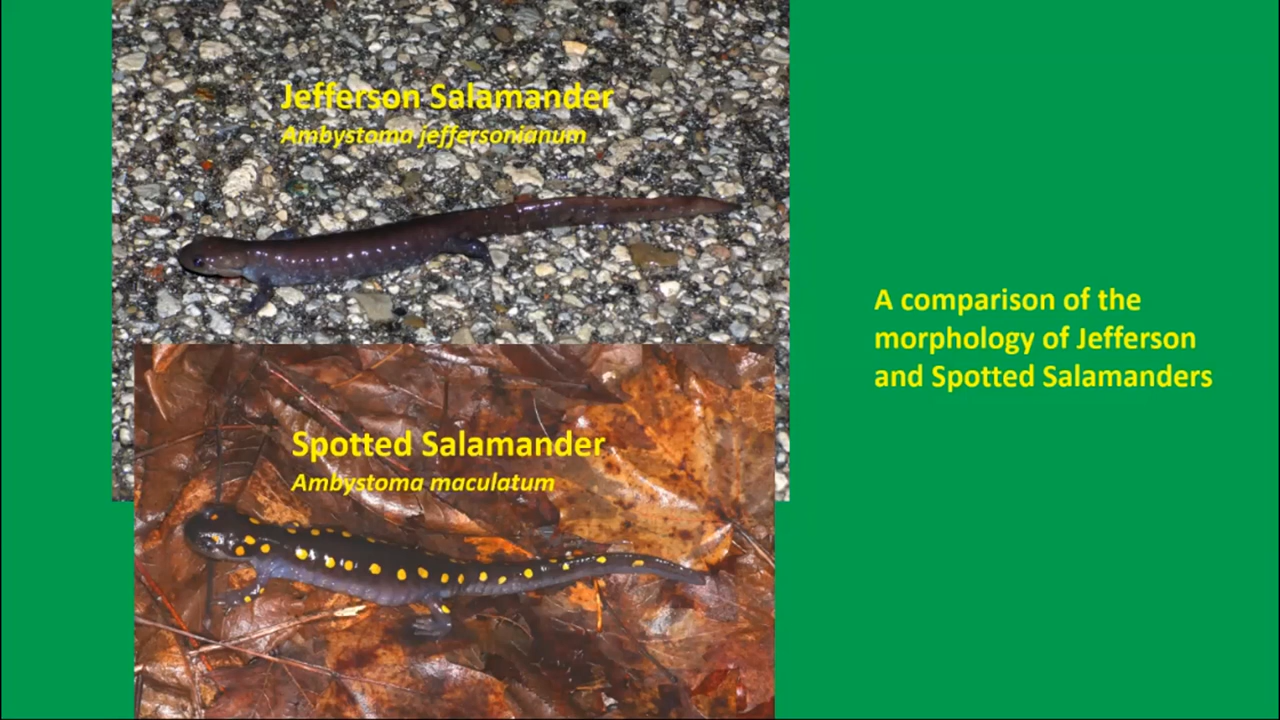 Jefferson Salamander
Ambystoma jeffersonianum
Spotted Salamander
Ambystoma maculatum
A comparison of the
morphology of Jefferson
and Spotted Salamanders